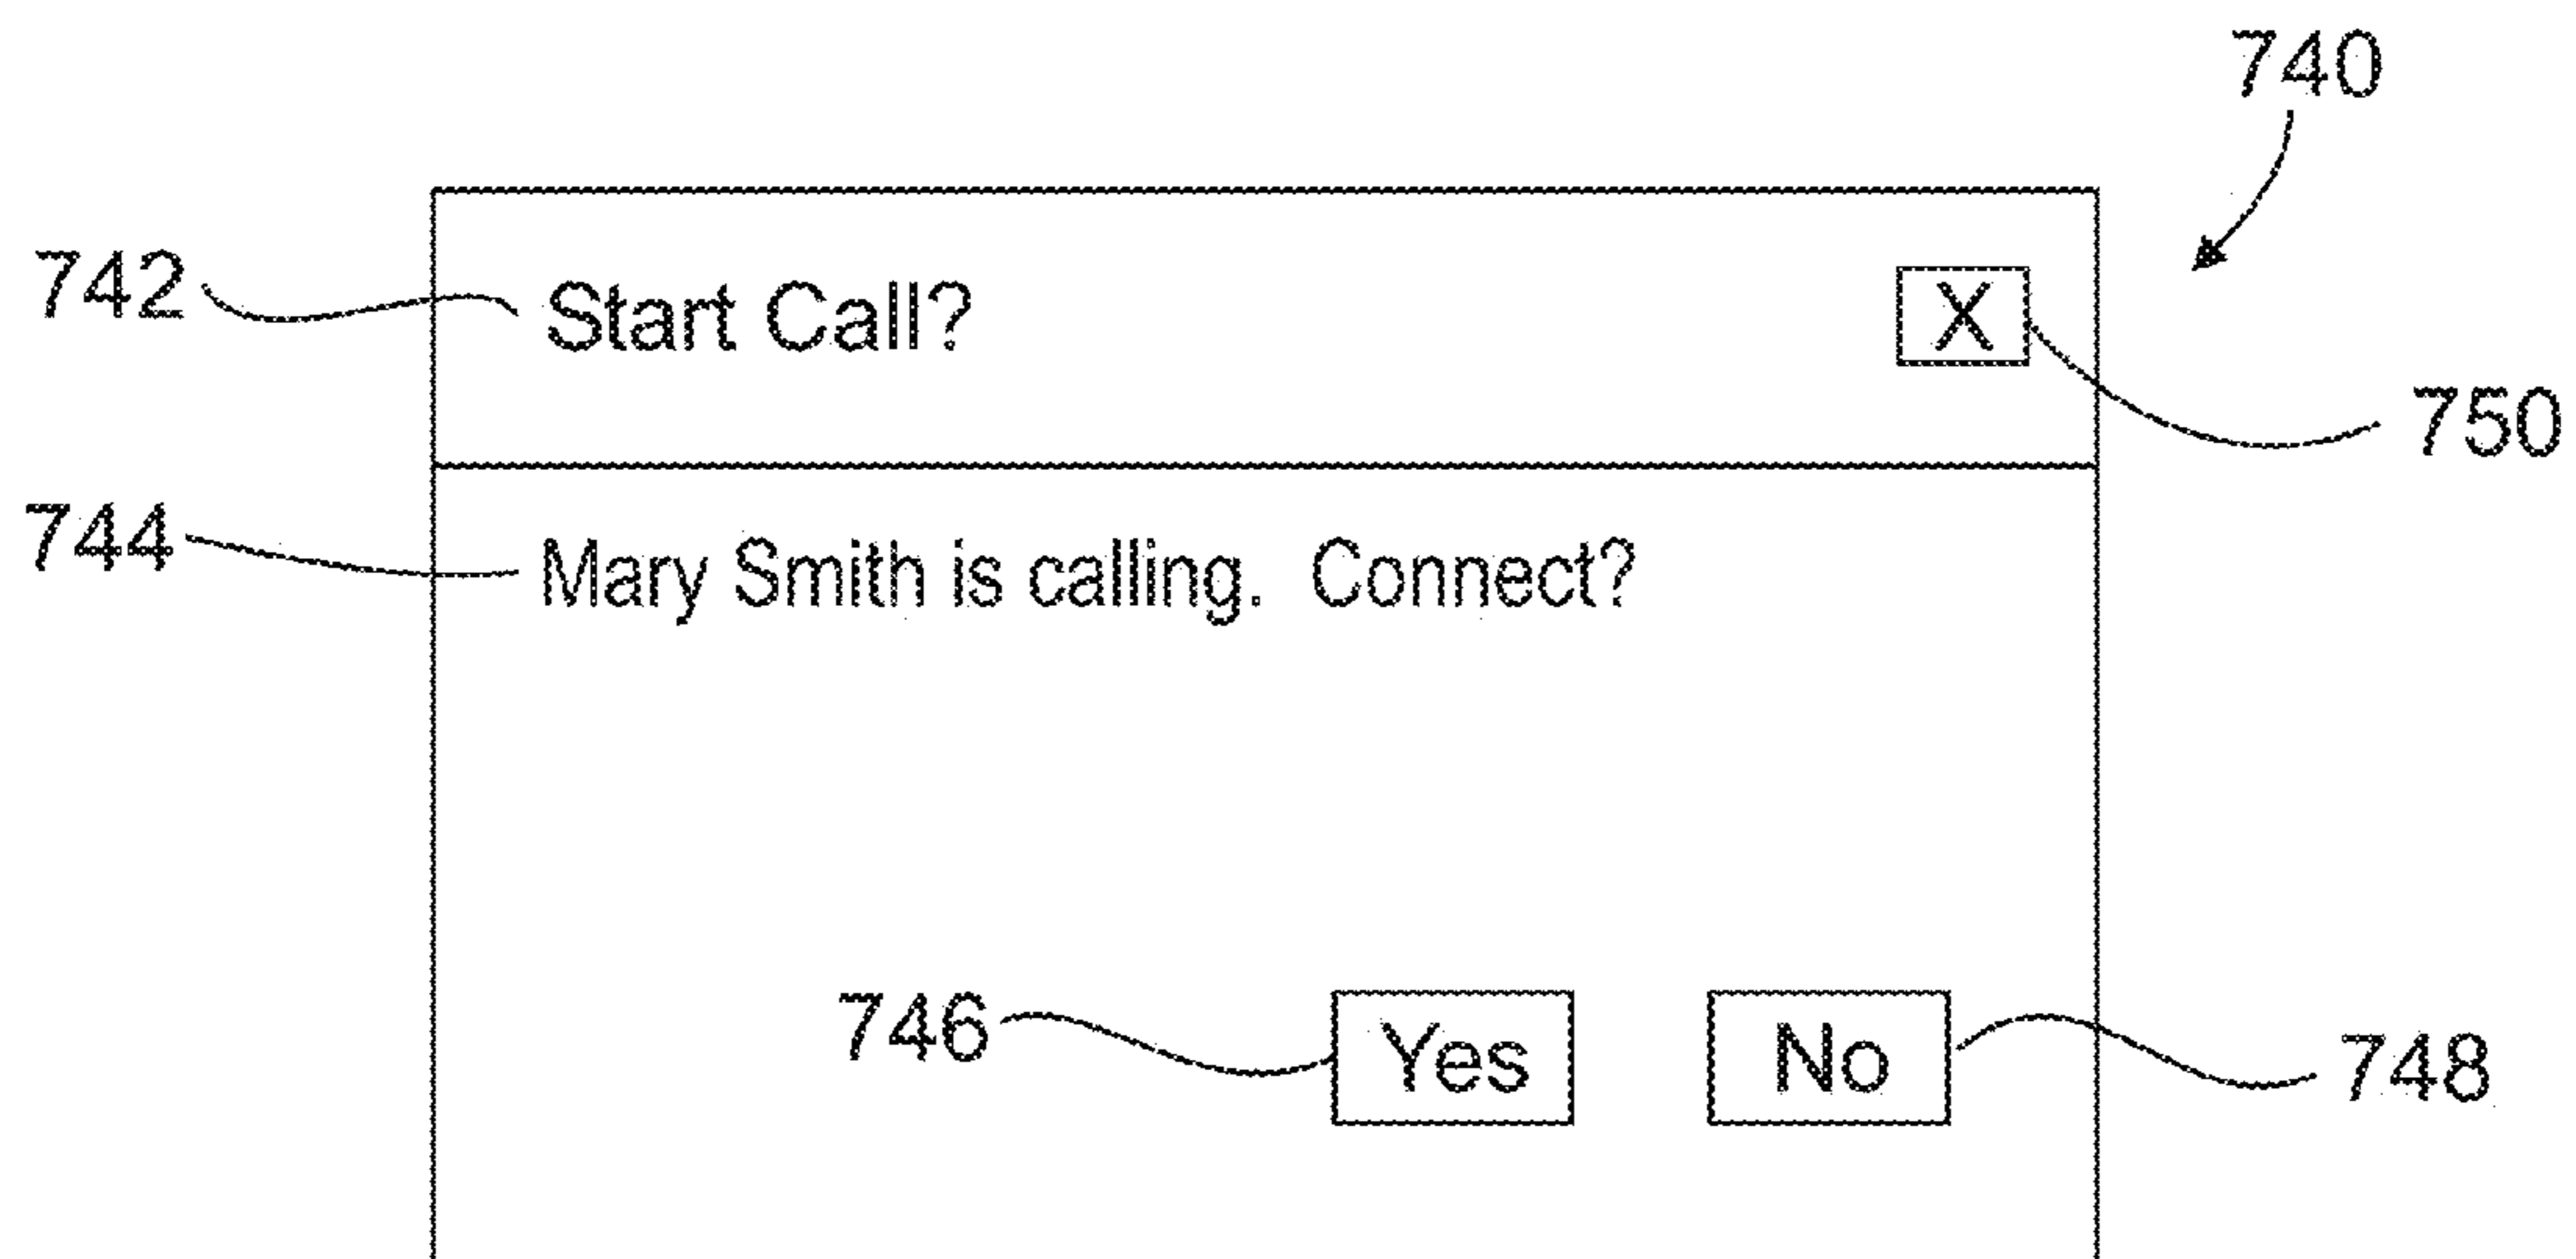 740
742 Start Call? X
750
744 Mary Smith is calling. Connect?
746 Yes No 748